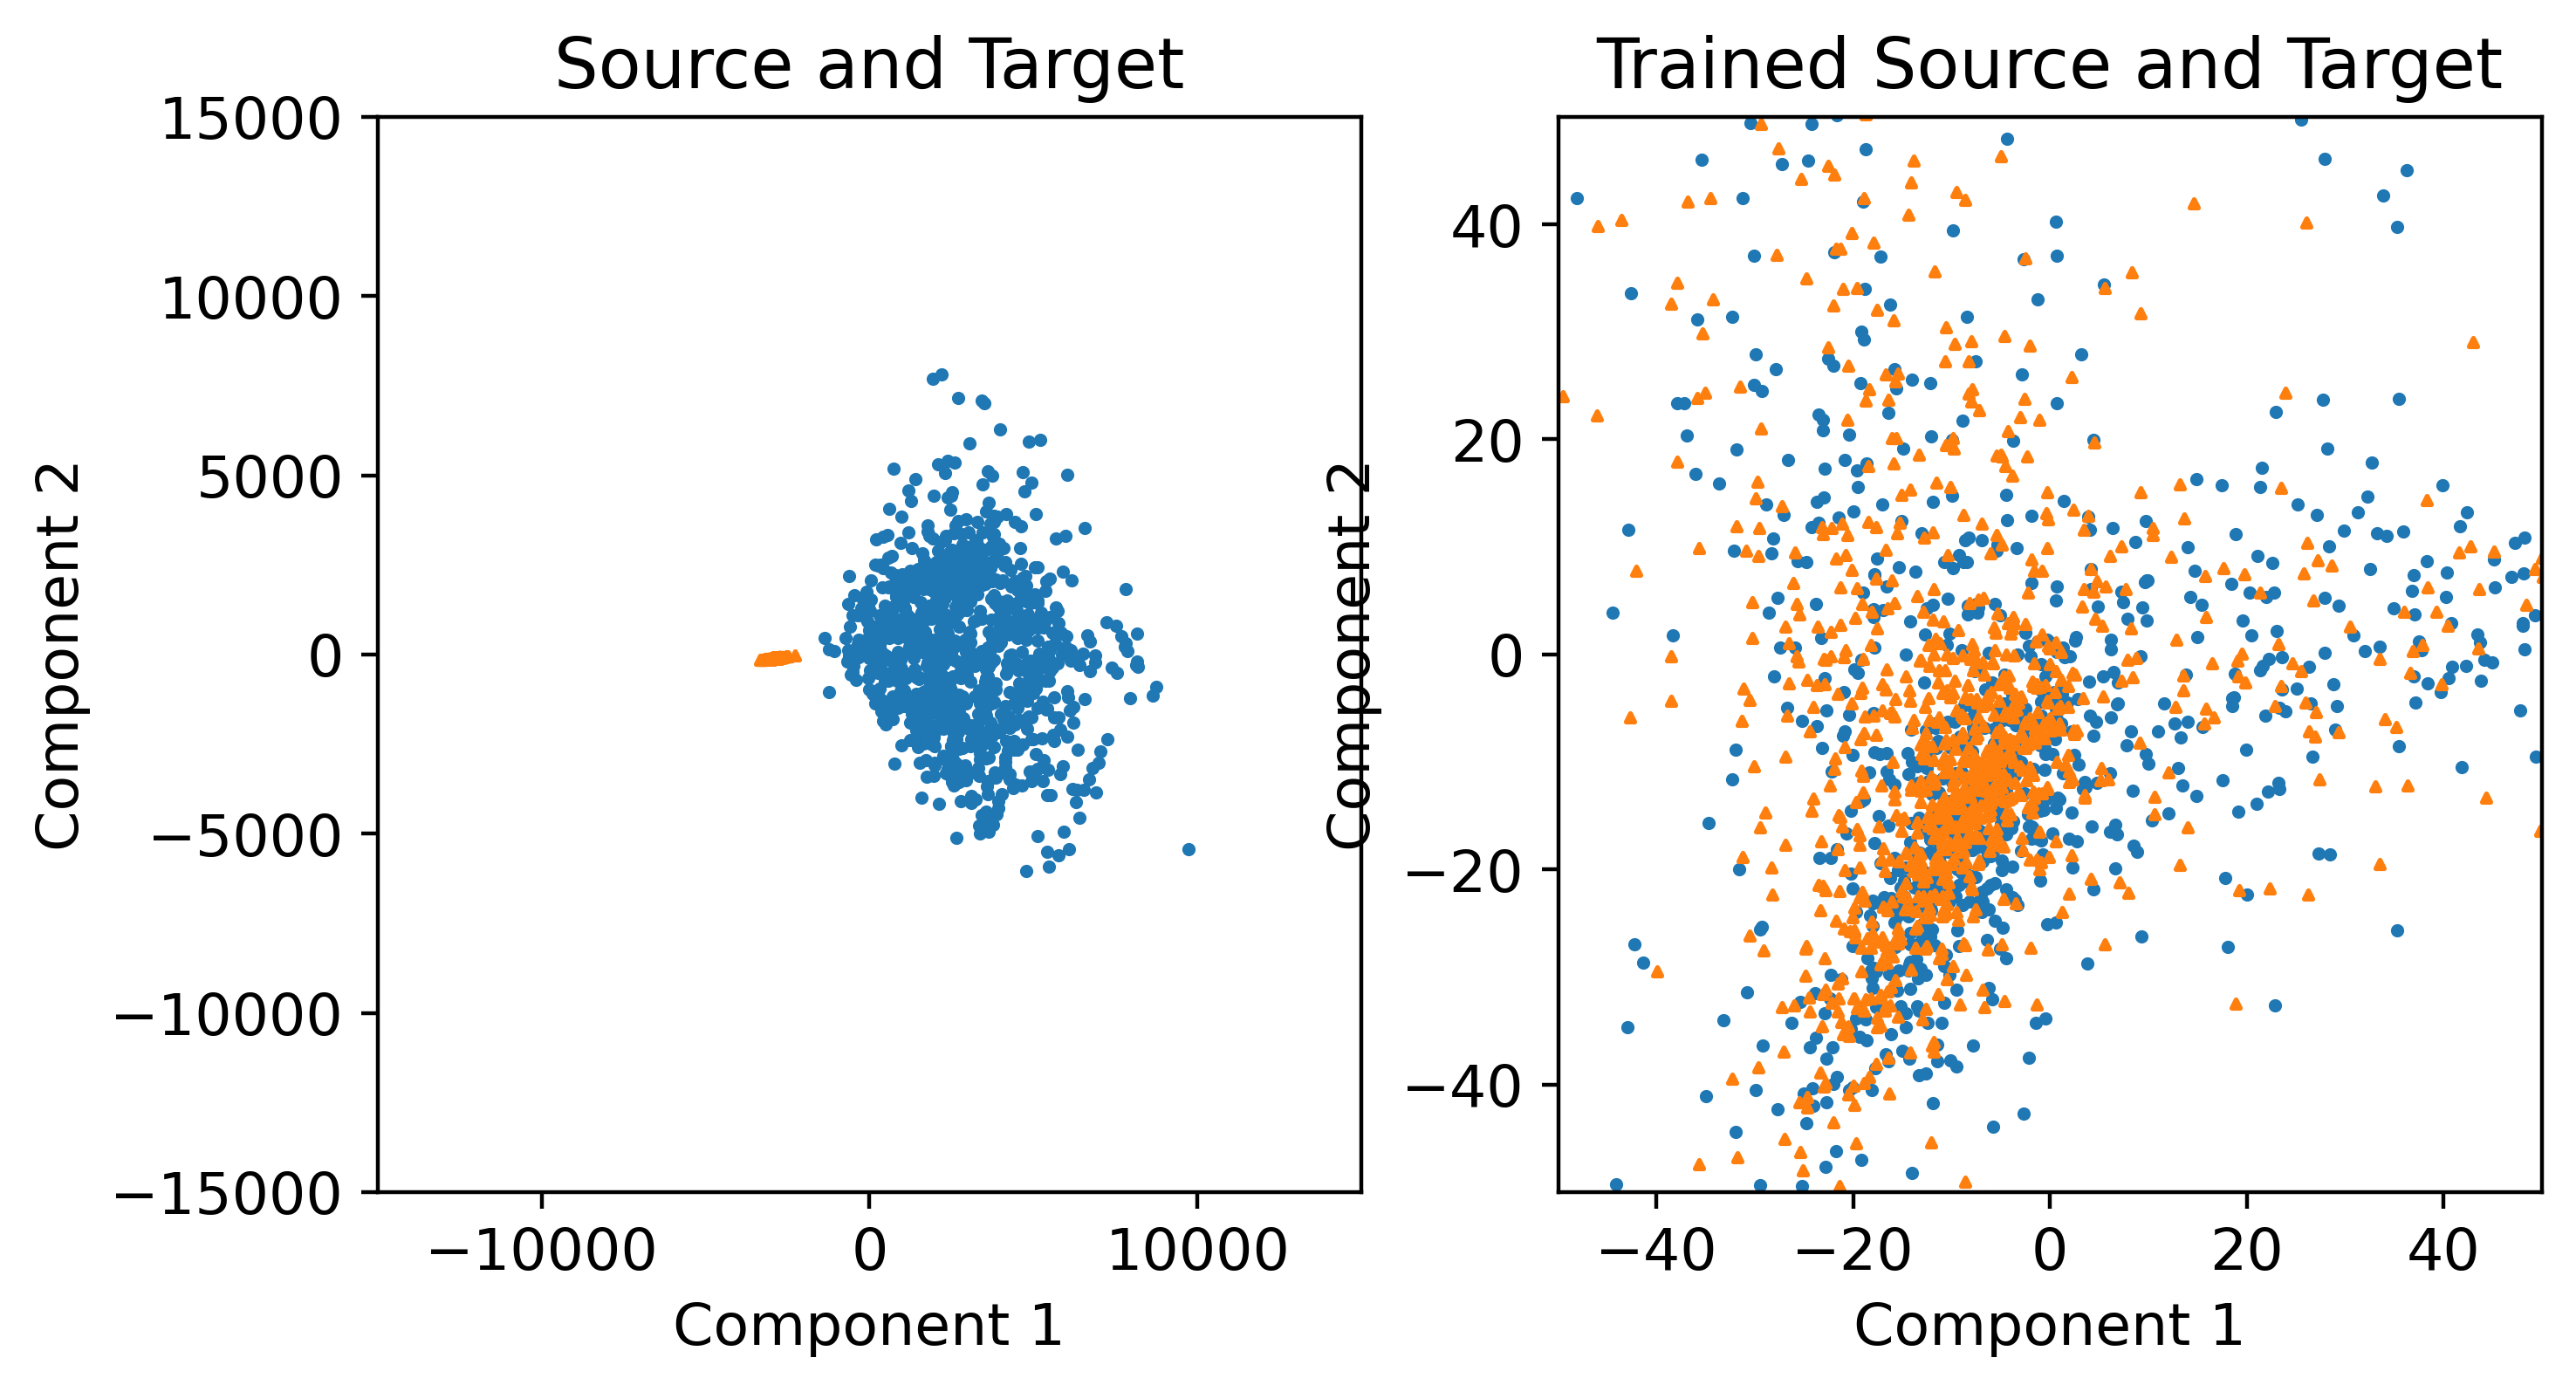 Source and Target
15000
10000
5000
0
−5000
−10000
−15000
Component 2
−10000 0 10000
Component 1
Trained Source and Target
40
20
0
−20
−40
Component 2
−40 −20 0 20 40
Component 1